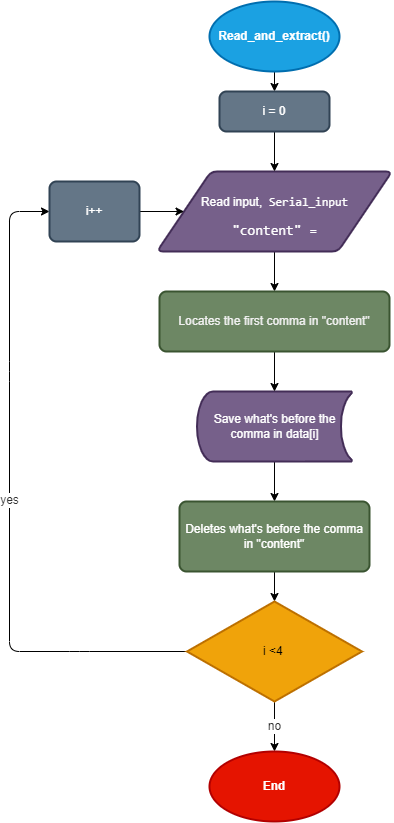 Read_and_extract()
i = 0
i++
Read input, Serial_input
"content" =
Locates the first comma in "content"
Save what's before the
comma in data[i]
Deletes what's before the comma
in "content"
i <4
yes
no
End